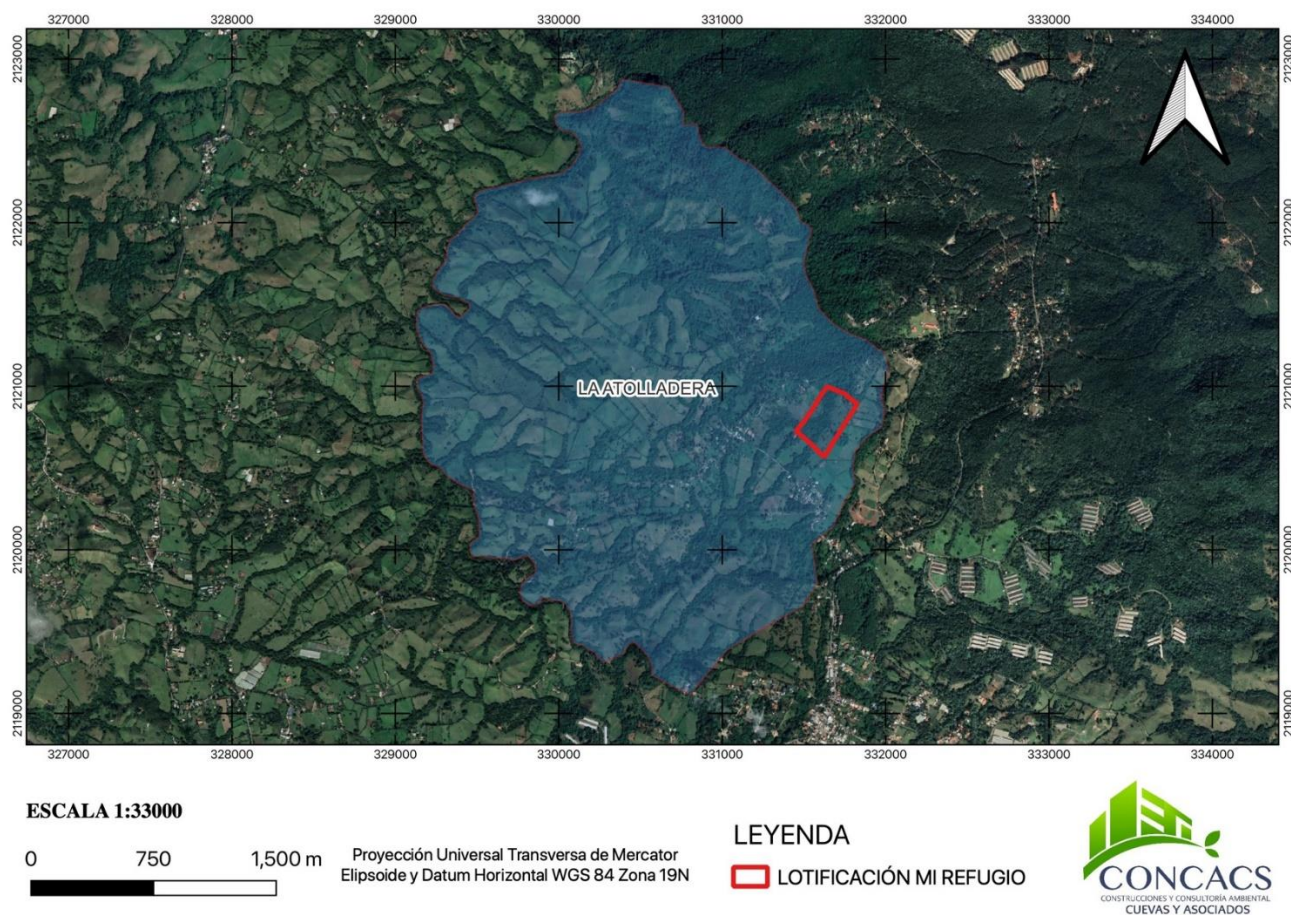 327000 328000 329000 330000 331000 332000 333000 334000
2123000 2123000
2122000 2122000
2121000 2121000
LA ATOLLADERA
2120000 2120000
2119000 2119000
327000 328000 329000 330000 331000 332000 333000 334000
ESCALA 1:33000
0 750 1,500 m
Proyección Universal Transversa de Mercator
Elipsoide y Datum Horizontal WGS 84 Zona 19N
LEYENDA
LOTIFICACIÓN MI REFUGIO
CONCACS
CONSTRUCCIONES Y CONSULTORÍA AMBIENTAL
CUEVAS Y ASOCIADOS